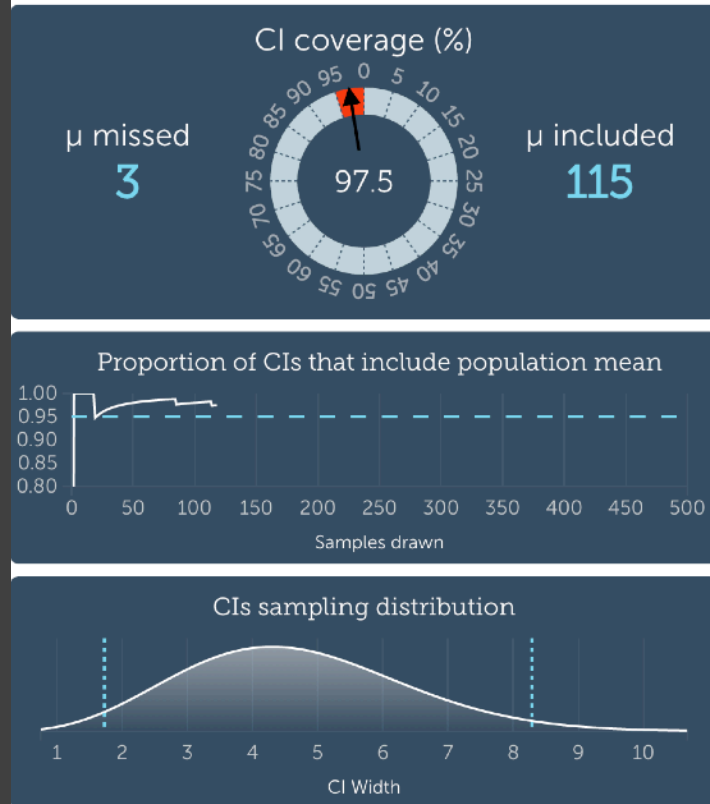 CI coverage (%)
μ missed
3
0 5 10 15 20 25 30 35 40 45 50 55 60 65 70 75 80 85 90 95
97.5
μ included
115
Proportion of CIs that include population mean
1.00
0.95
0.90
0.85
0.80
0 50 100 150 200 250 300 350 400 450 500
Samples drawn
CIs sampling distribution
1 2 3 4 5 6 7 8 9 10
CI Width